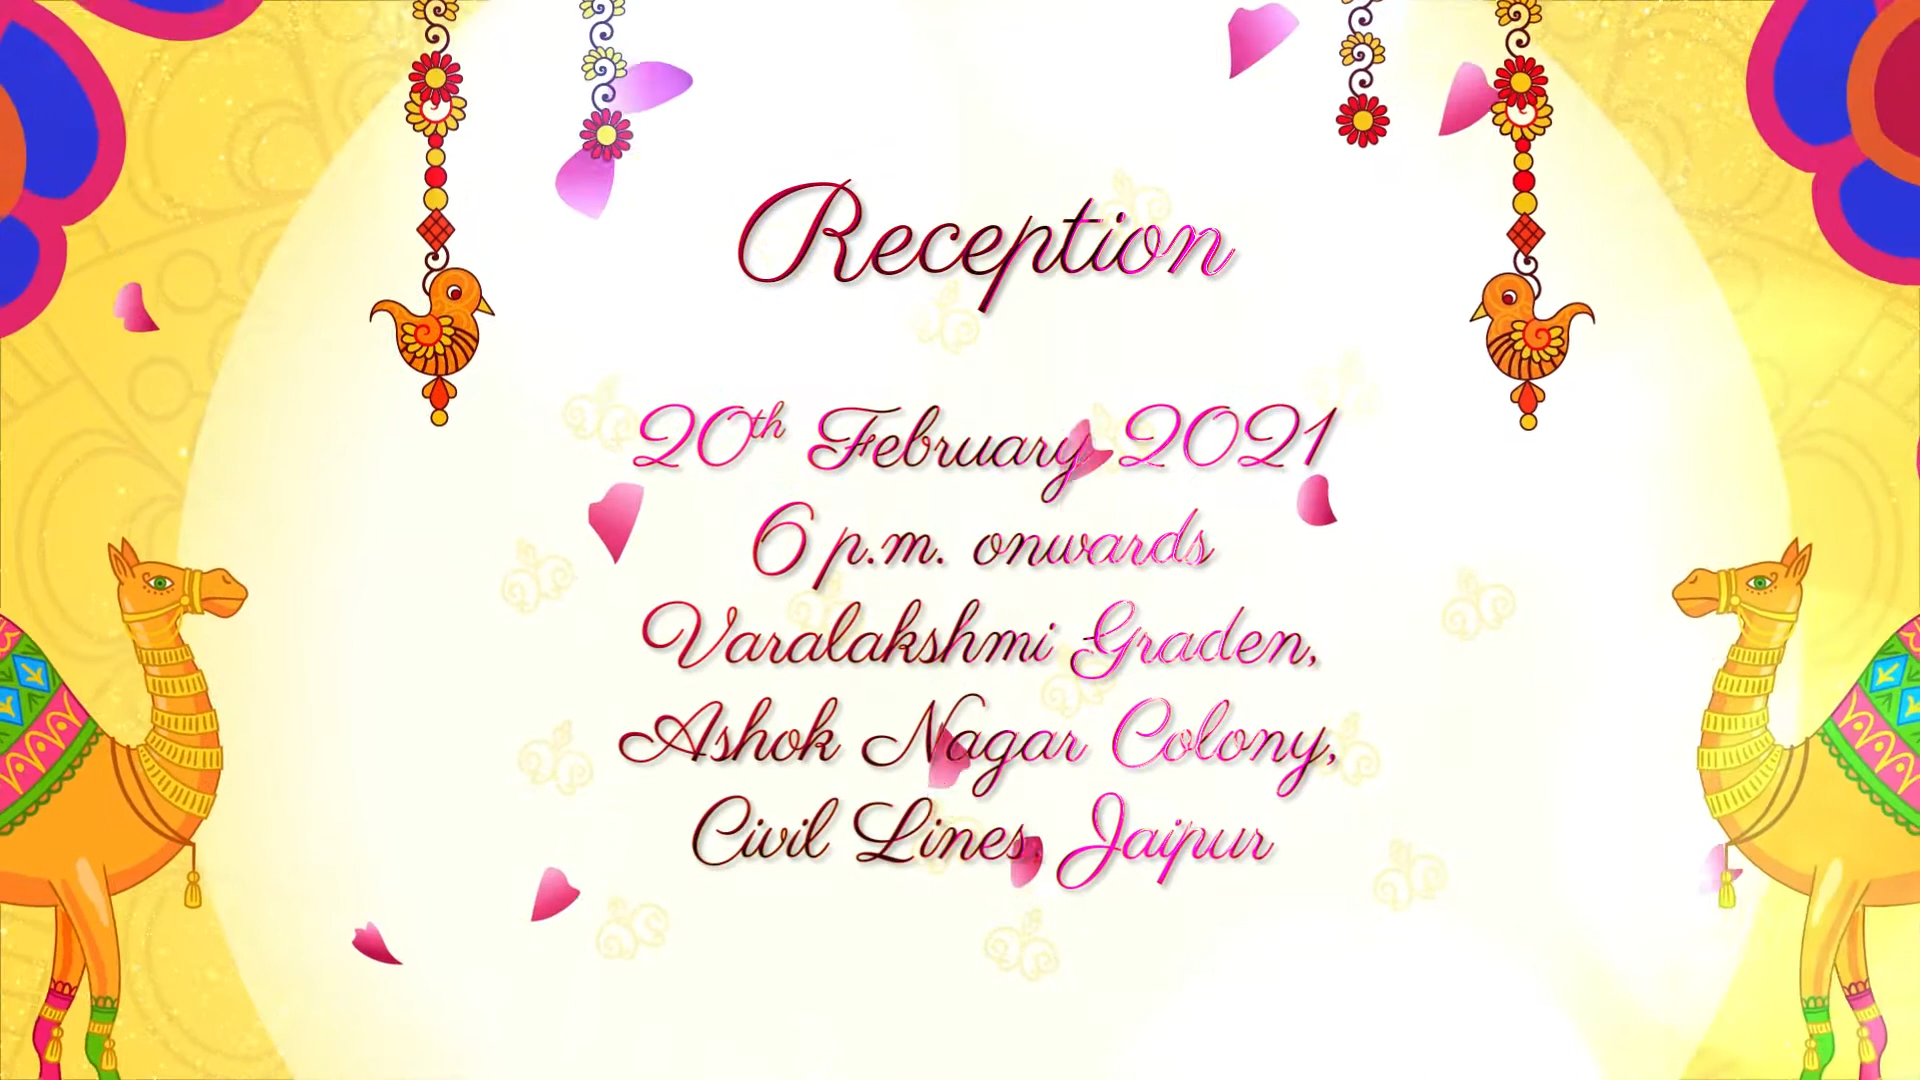 Reception
20th February 2021
6 p.m. onwards
Varalakshmi Graden,
Ashok Nagar Colony,
Civil Lines, Jaipur